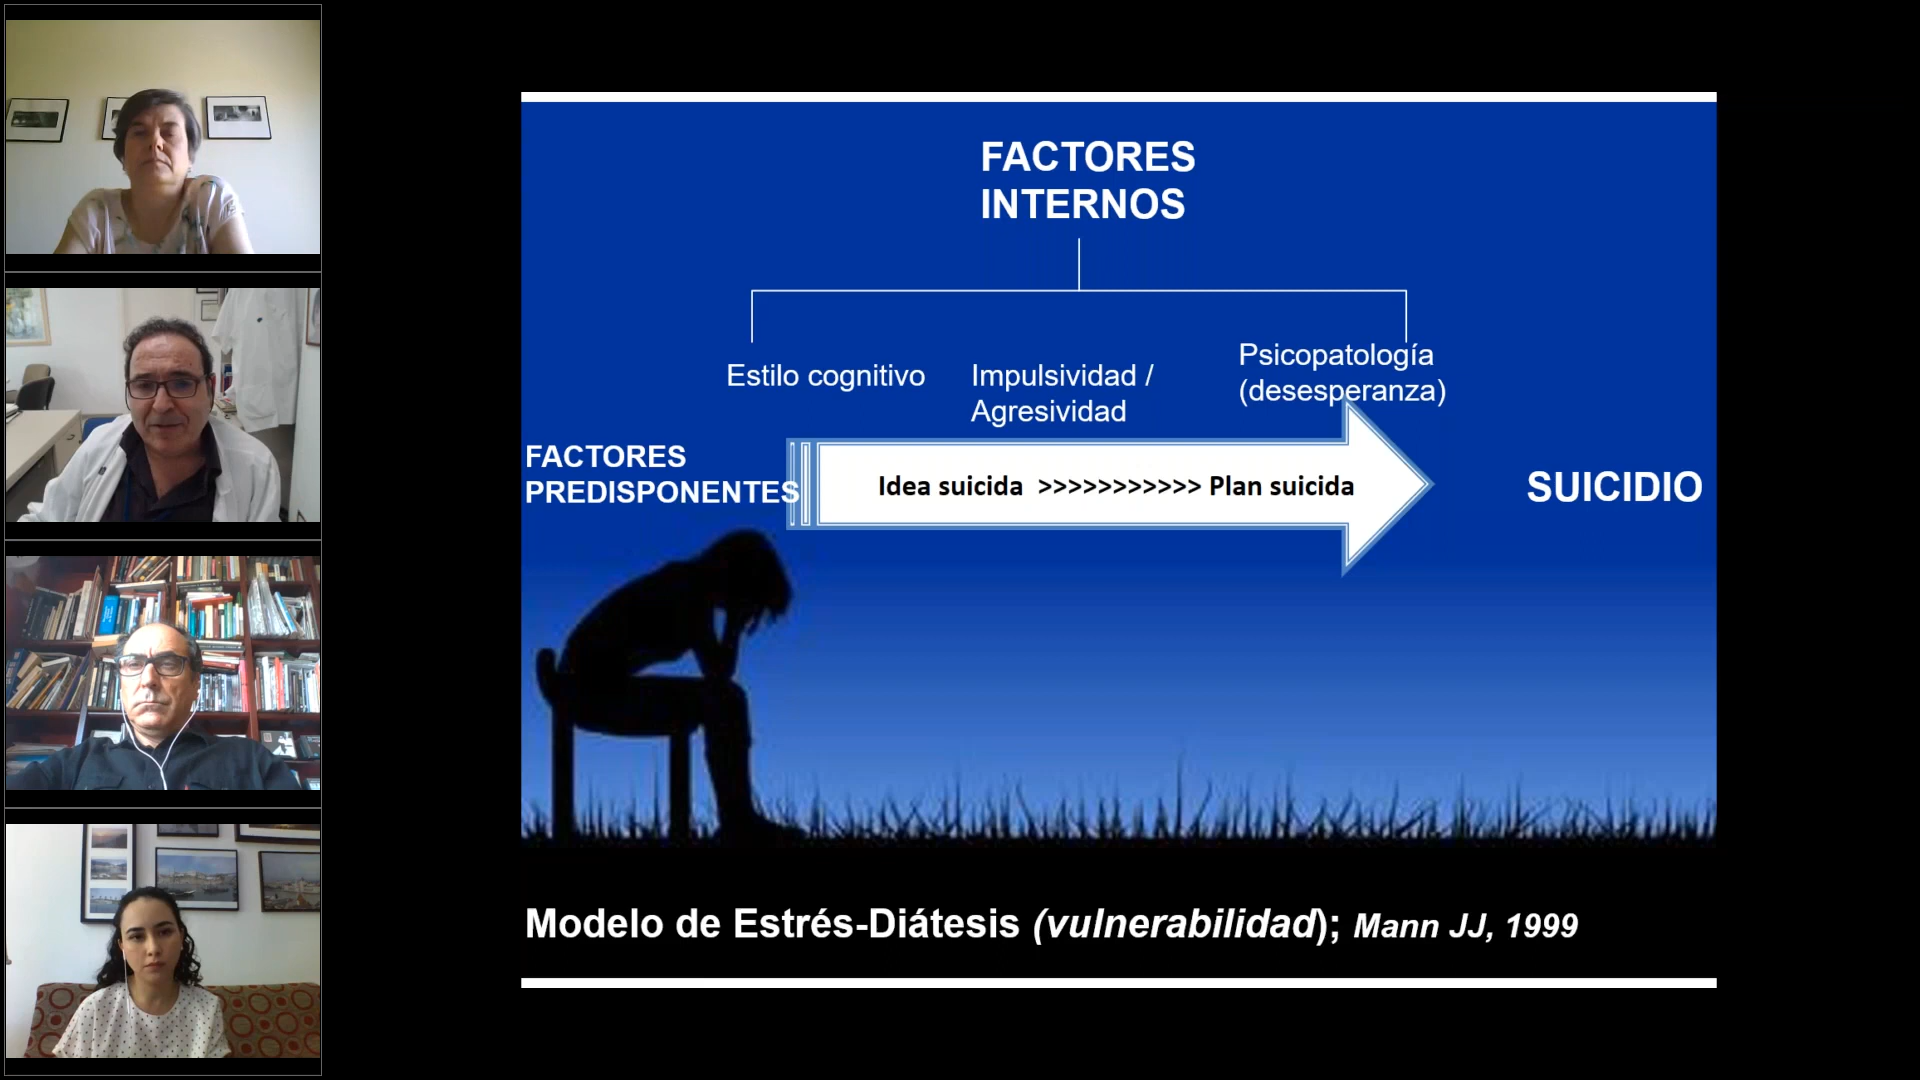 FACTORES
INTERNOS
Estilo cognitivo
Impulsividad /
Agresividad
Psicopatología
(desesperanza)
FACTORES
PREDISPONENTES
Idea suicida >>>>>>>>>>> Plan suicida
SUICIDIO
Modelo de Estrés-Diátesis (vulnerabilidad); Mann JJ, 1999